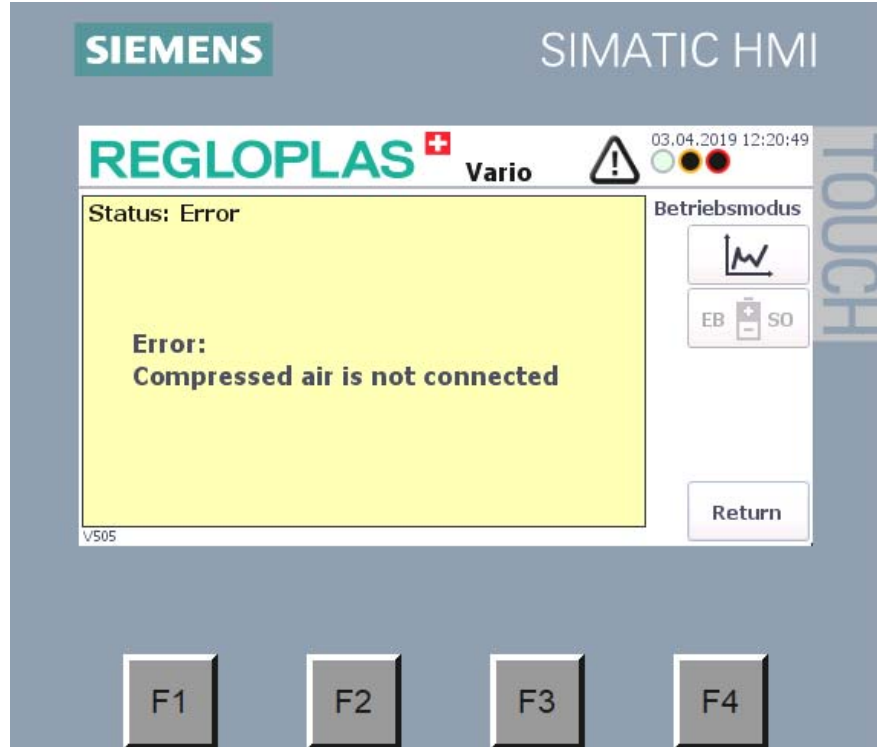 SIEMENS
SIMATIC HMI
TOUCH
REGLOPLAS
Vario
03.04.2019 12:20:49
Status: Error
Betriebsmodus
EB SO
Error:
Compressed air is not connected
Return
V505
F1 F2 F3 F4